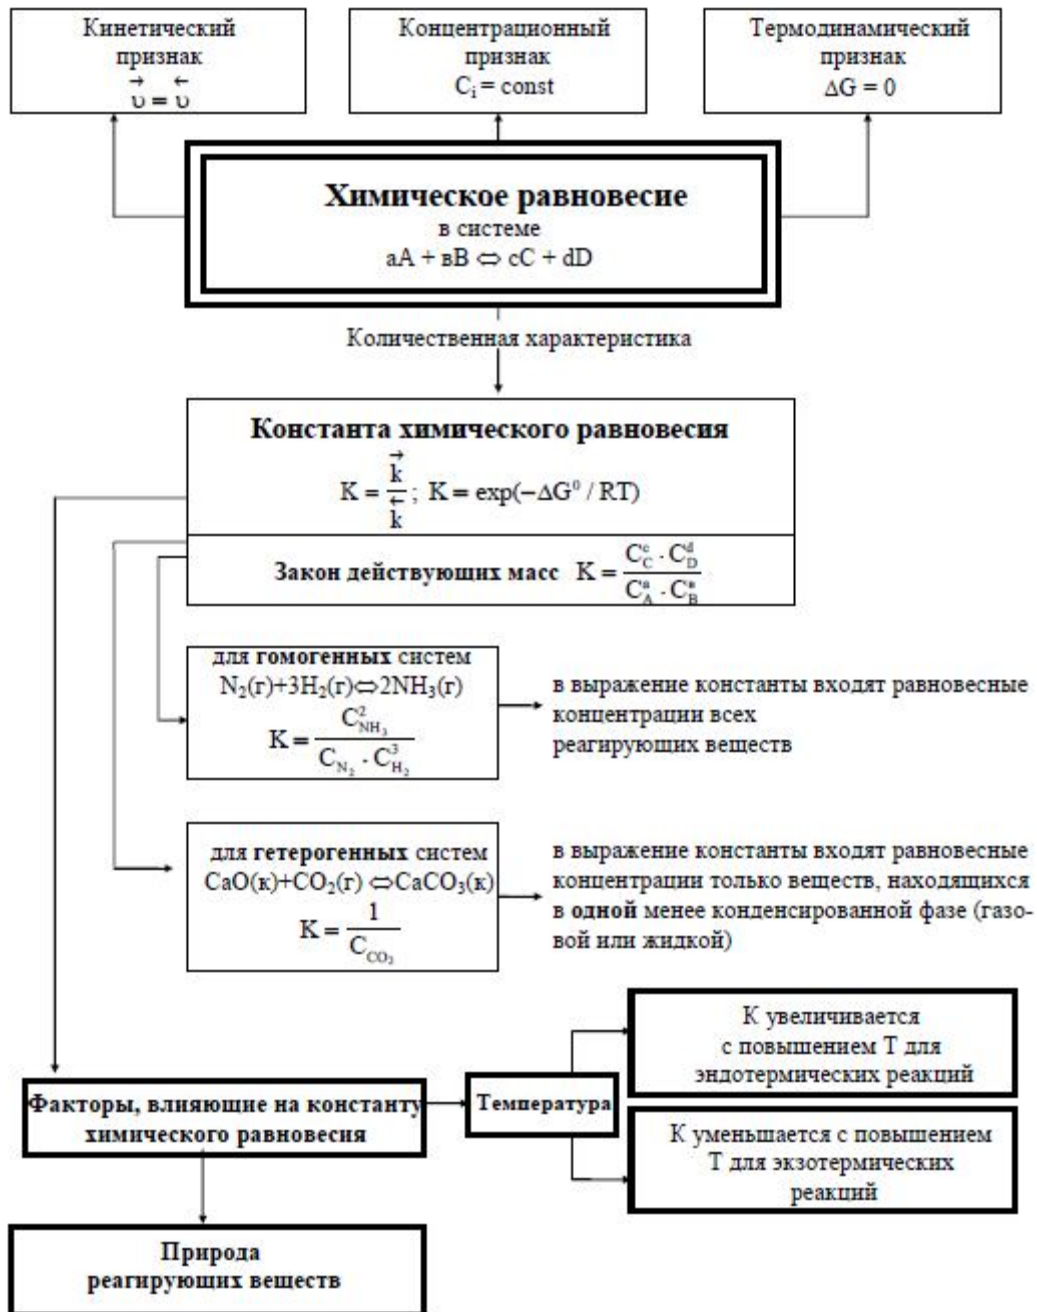 Кинетический
признак
→ ←
υ = υ
Концентрационный
признак
Cᵢ = const
Термодинамический
признак
ΔG = 0
Химическое равновесие
в системе
аА + вВ ⇔ сС + dD
Количественная характеристика
Константа химического равновесия
K = k→ / k← ; K = exp(−ΔG⁰ / RT)
Закон действующих масс K = C_C^c · C_D^d / C_A^a · C_B^в
для гомогенных систем
N₂(г)+3H₂(г)⇔2NH₃(г)
K = C²_NH₃ / C_N₂ · C³_H₂
в выражение константы входят равновесные
концентрации всех
реагирующих веществ
для гетерогенных систем
CaO(к)+CO₂(г) ⇔CaCO₃(к)
K = 1 / C_CO₂
в выражение константы входят равновесные
концентрации только веществ, находящихся
в одной менее конденсированной фазе (газо-
вой или жидкой)
К увеличивается
с повышением Т для
эндотермических реакций
Факторы, влияющие на константу
химического равновесия
Температура
К уменьшается с повышением
Т для экзотермических
реакций
Природа
реагирующих веществ